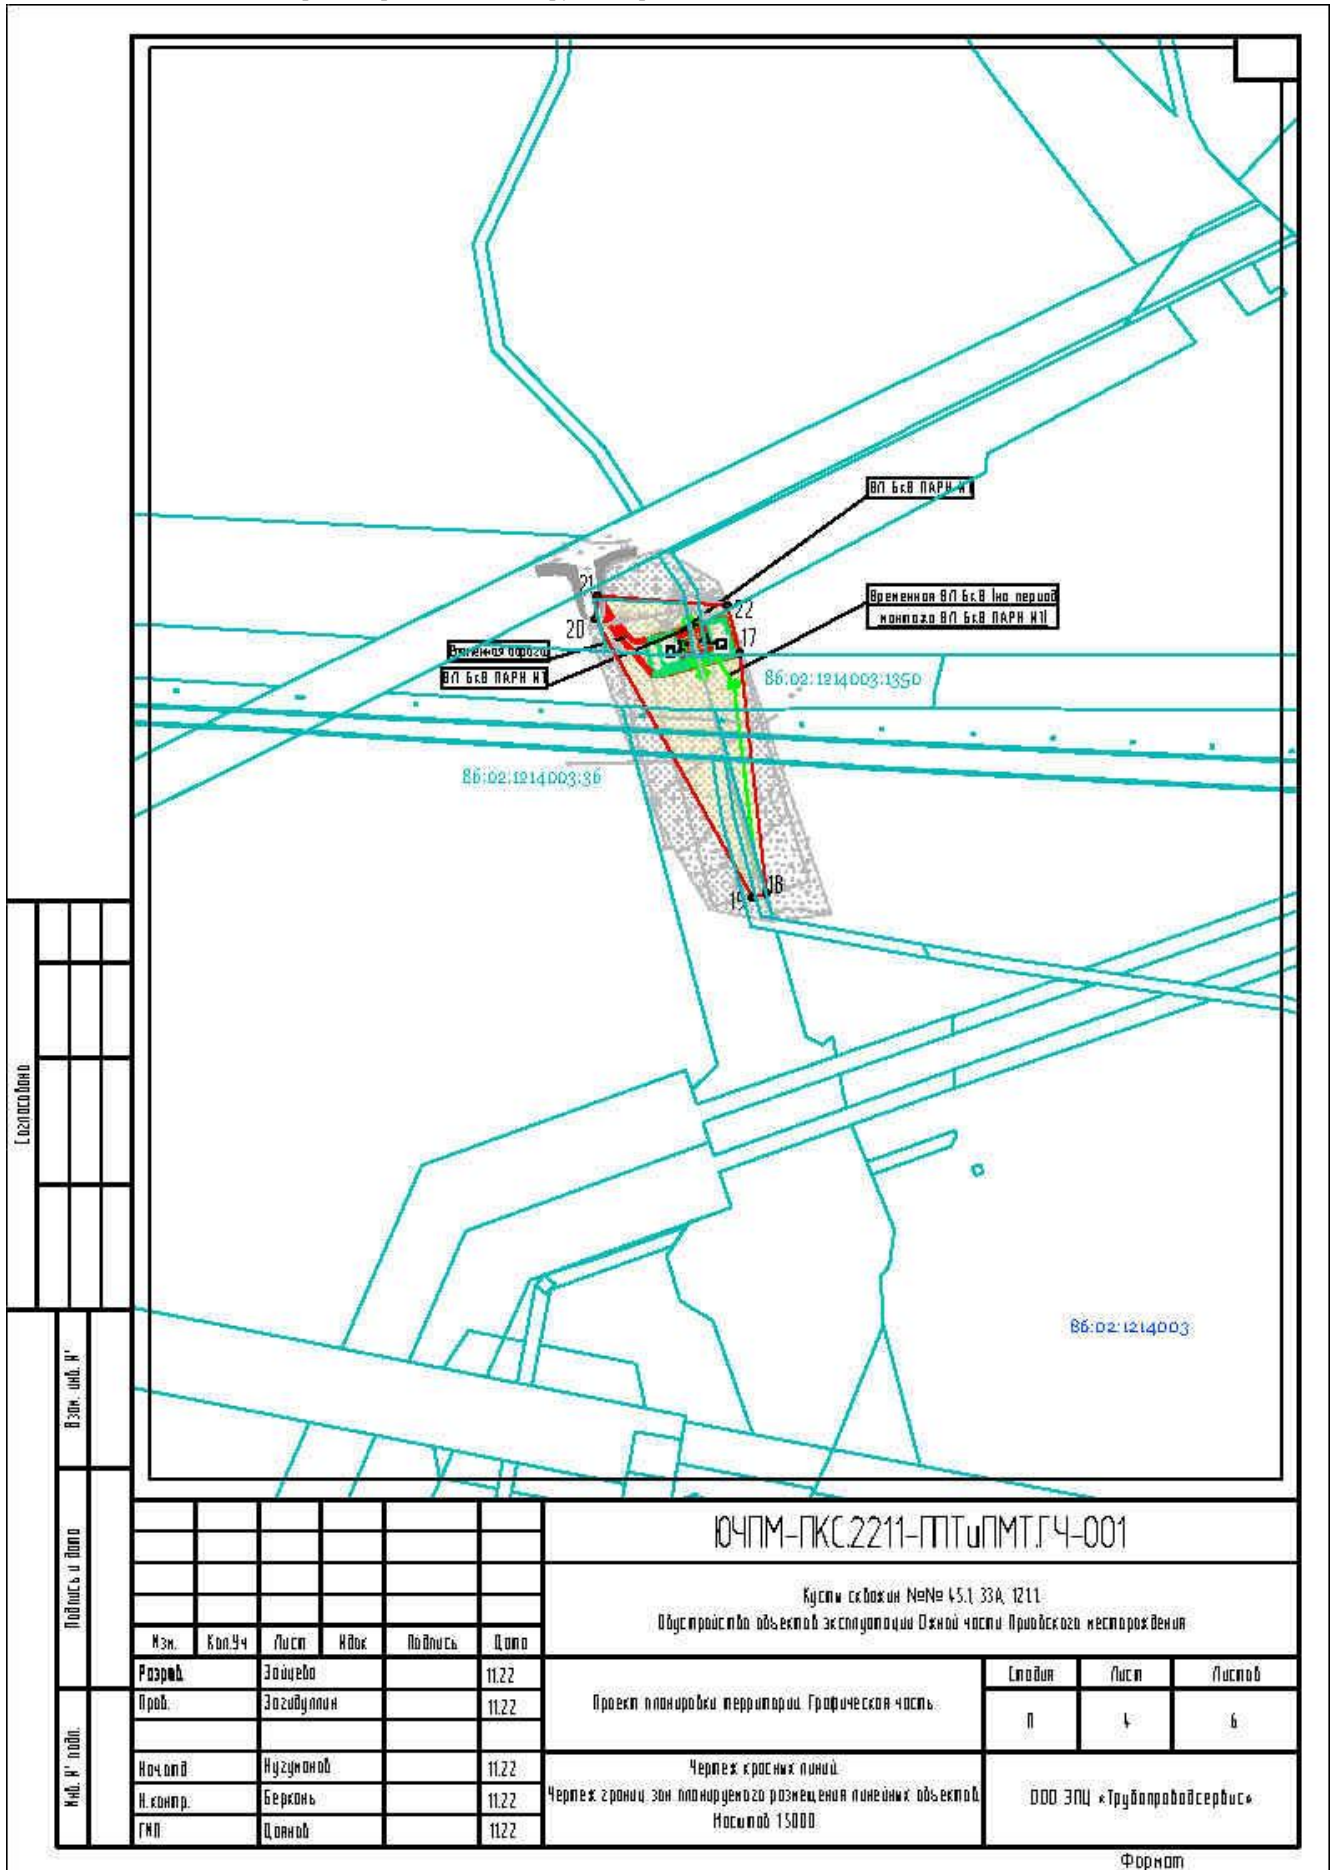 ВЛ 6кВ ПАРН №1
21
22
Временная ВЛ 6кВ (на период
монтажа ВЛ 6кВ ПАРН №1)
20
17
Временная дорога
ВЛ 6кВ ПАРН №1
86:02:1214003:1350
86:02:1214003:36
18
19
86:02:1214003
Согласовано
Взам. инв. №
Подпись и дата
Инв. № подл.
ЮЧПМ-ПКС.2211-ППТиПМТ.ГЧ-001
Кусты скважин №№ 45.1, 33А, 121.1.
Обустройство объектов эксплуатации Южной части Приобского месторождения
Изм. Кол.Уч Лист Nдок Подпись Дата
Разраб. Зайцева 11.22
Пров. Загидуллин 11.22
Нач.отд Нугуманов 11.22
Н.контр. Беркань 11.22
ГИП 11.22
Проект планировки территории. Графическая часть.
Стадия Лист Листов
П 4 6
Чертеж красных линий.
Чертеж границ зон планируемого размещения линейных объектов.
Масштаб 1:5000
ООО ЭПЦ «Трубопроводсервис»
Формат